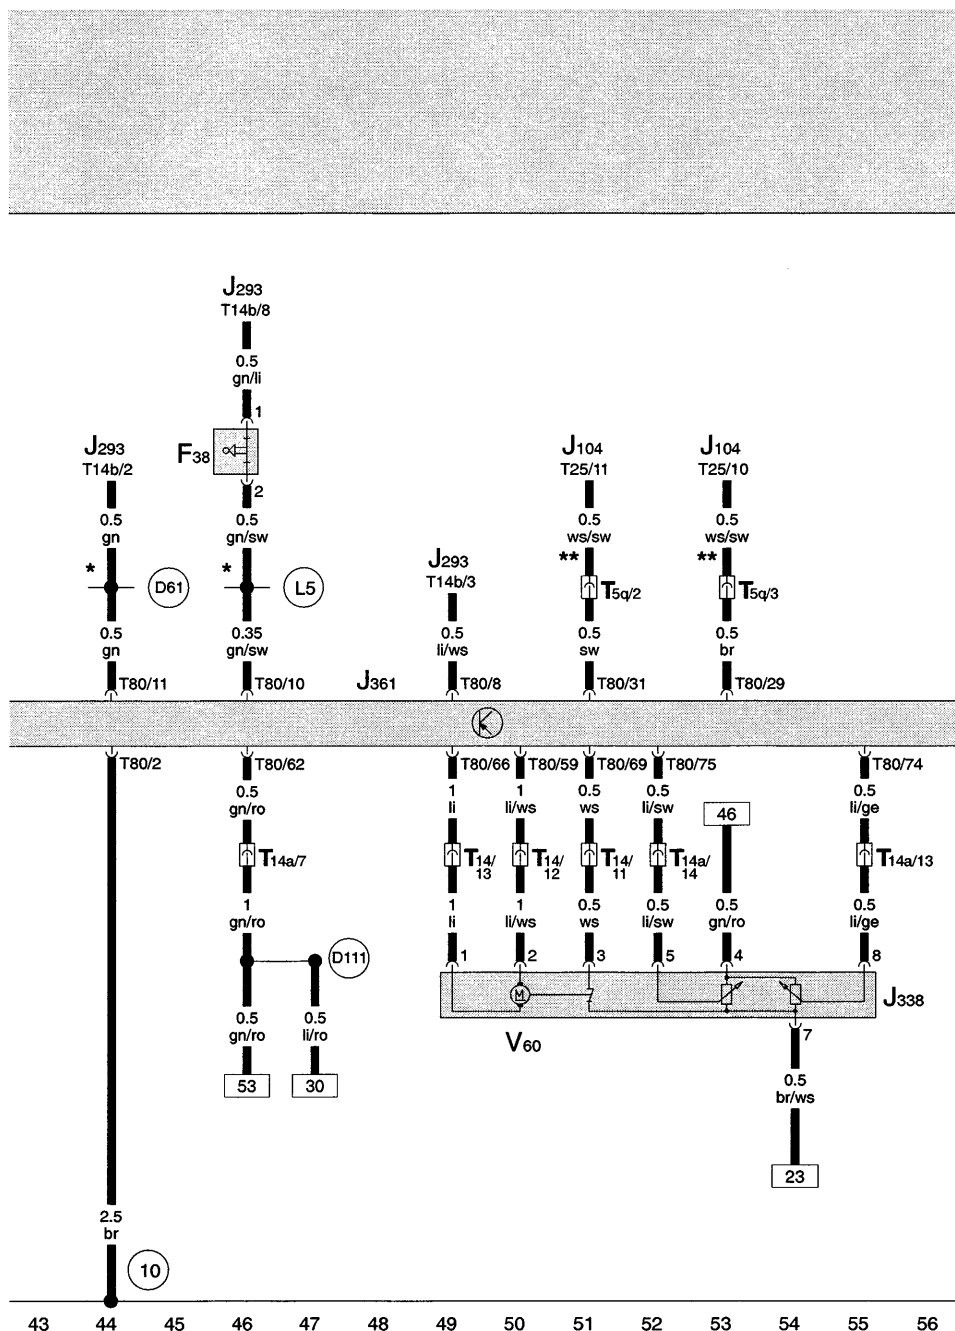 J293
T14b/8
0.5
gn/li
1
J293
T14b/2
F38
J104
T25/11
J104
T25/10
2
0.5
gn
0.5
gn/sw
0.5
ws/sw
0.5
ws/sw
*
*
**
**
J293
T14b/3
D61
L5
T5q/2
T5q/3
0.5
gn
0.35
gn/sw
0.5
li/ws
0.5
sw
0.5
br
T80/11
T80/10
J361
T80/8
T80/31
T80/29
T80/2
T80/62
T80/66
T80/59
T80/69
T80/75
T80/74
0.5
gn/ro
1
li
1
li/ws
0.5
ws
0.5
li/sw
46
0.5
li/ge
T14a/7
T14/
13
T14/
12
T14/
11
T14a/
14
T14a/13
1
gn/ro
1
li
1
li/ws
0.5
ws
0.5
li/sw
0.5
gn/ro
0.5
li/ge
D111
1
2
3
5
4
8
M
J338
0.5
gn/ro
0.5
li/ro
V60
7
53
30
0.5
br/ws
23
2.5
br
10
43 44 45 46 47 48 49 50 51 52 53 54 55 56